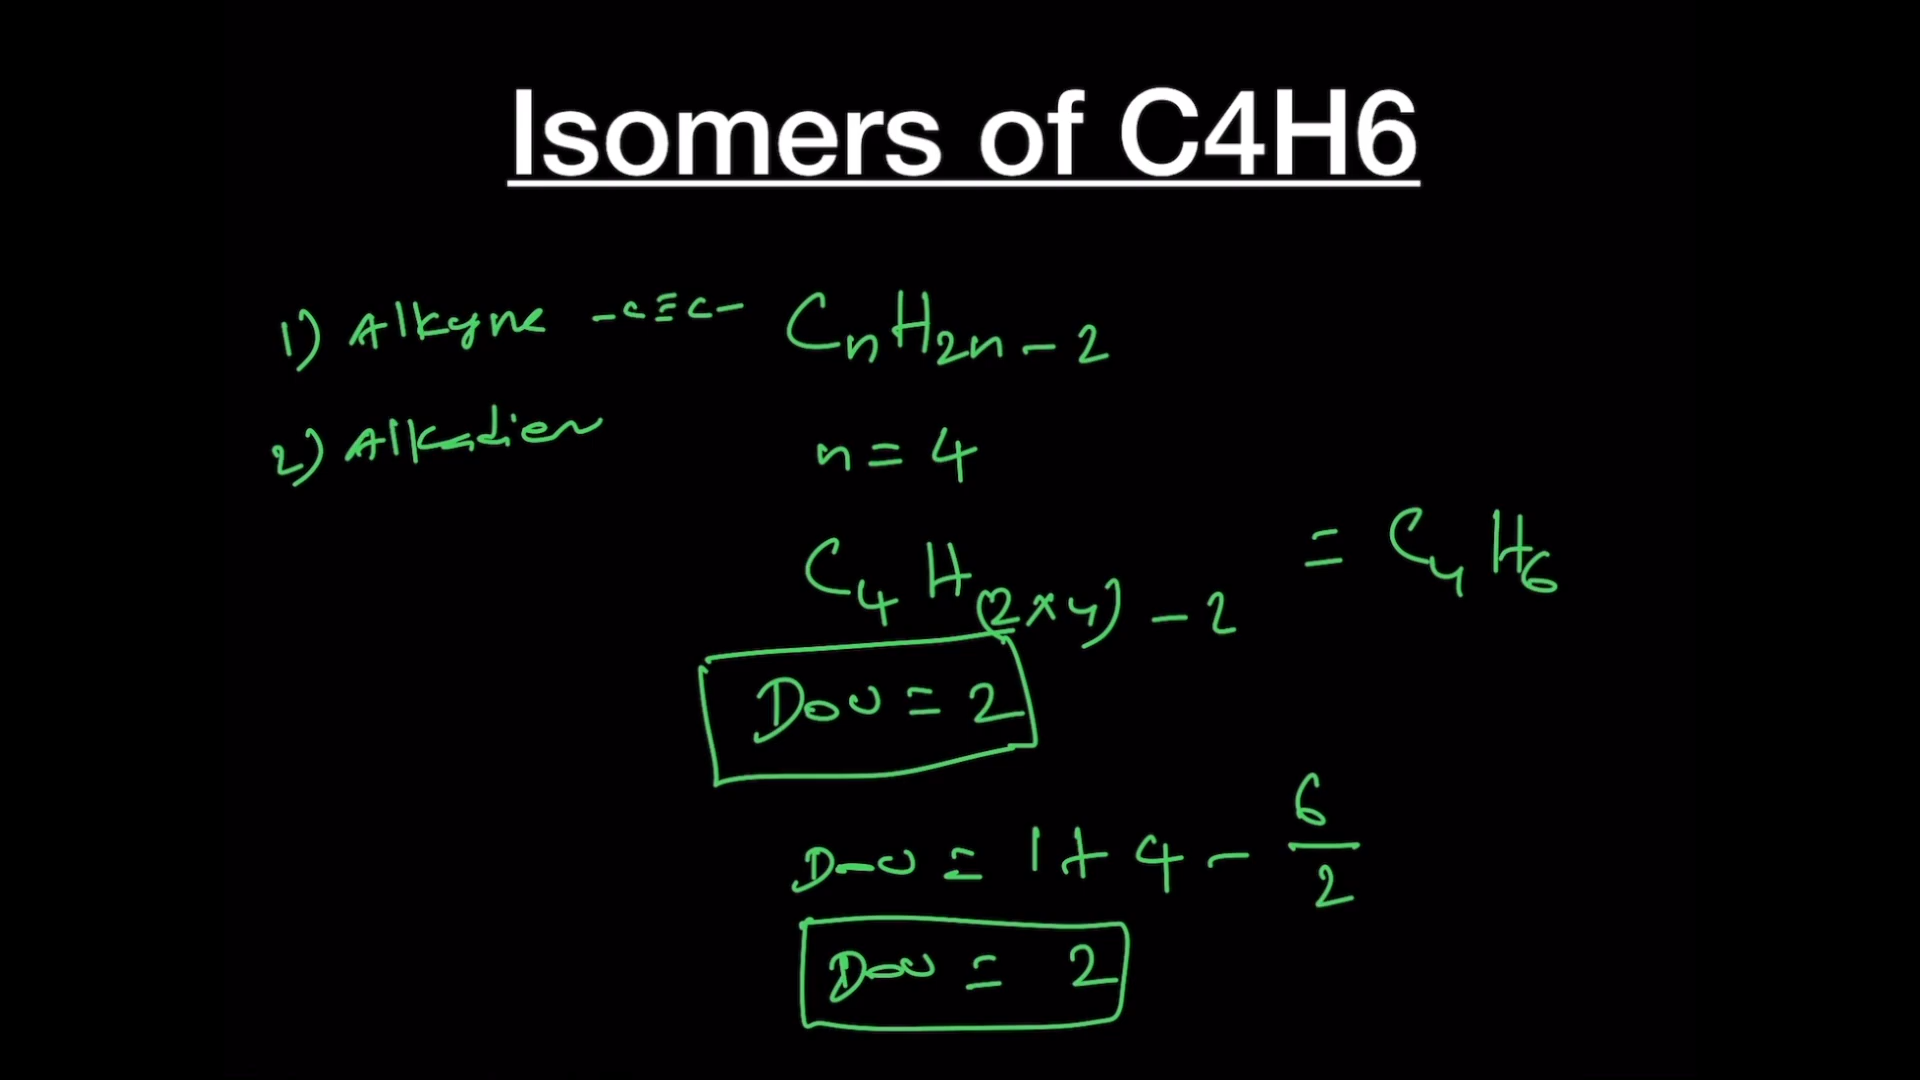 Isomers of C4H6
1) Alkyne -C≡C- CnH2n-2
2) Alkadien
n = 4
C4H(2×4)-2 = C4H6
DoU = 2
DoU = 1 + 4 - 6/2
DoU = 2